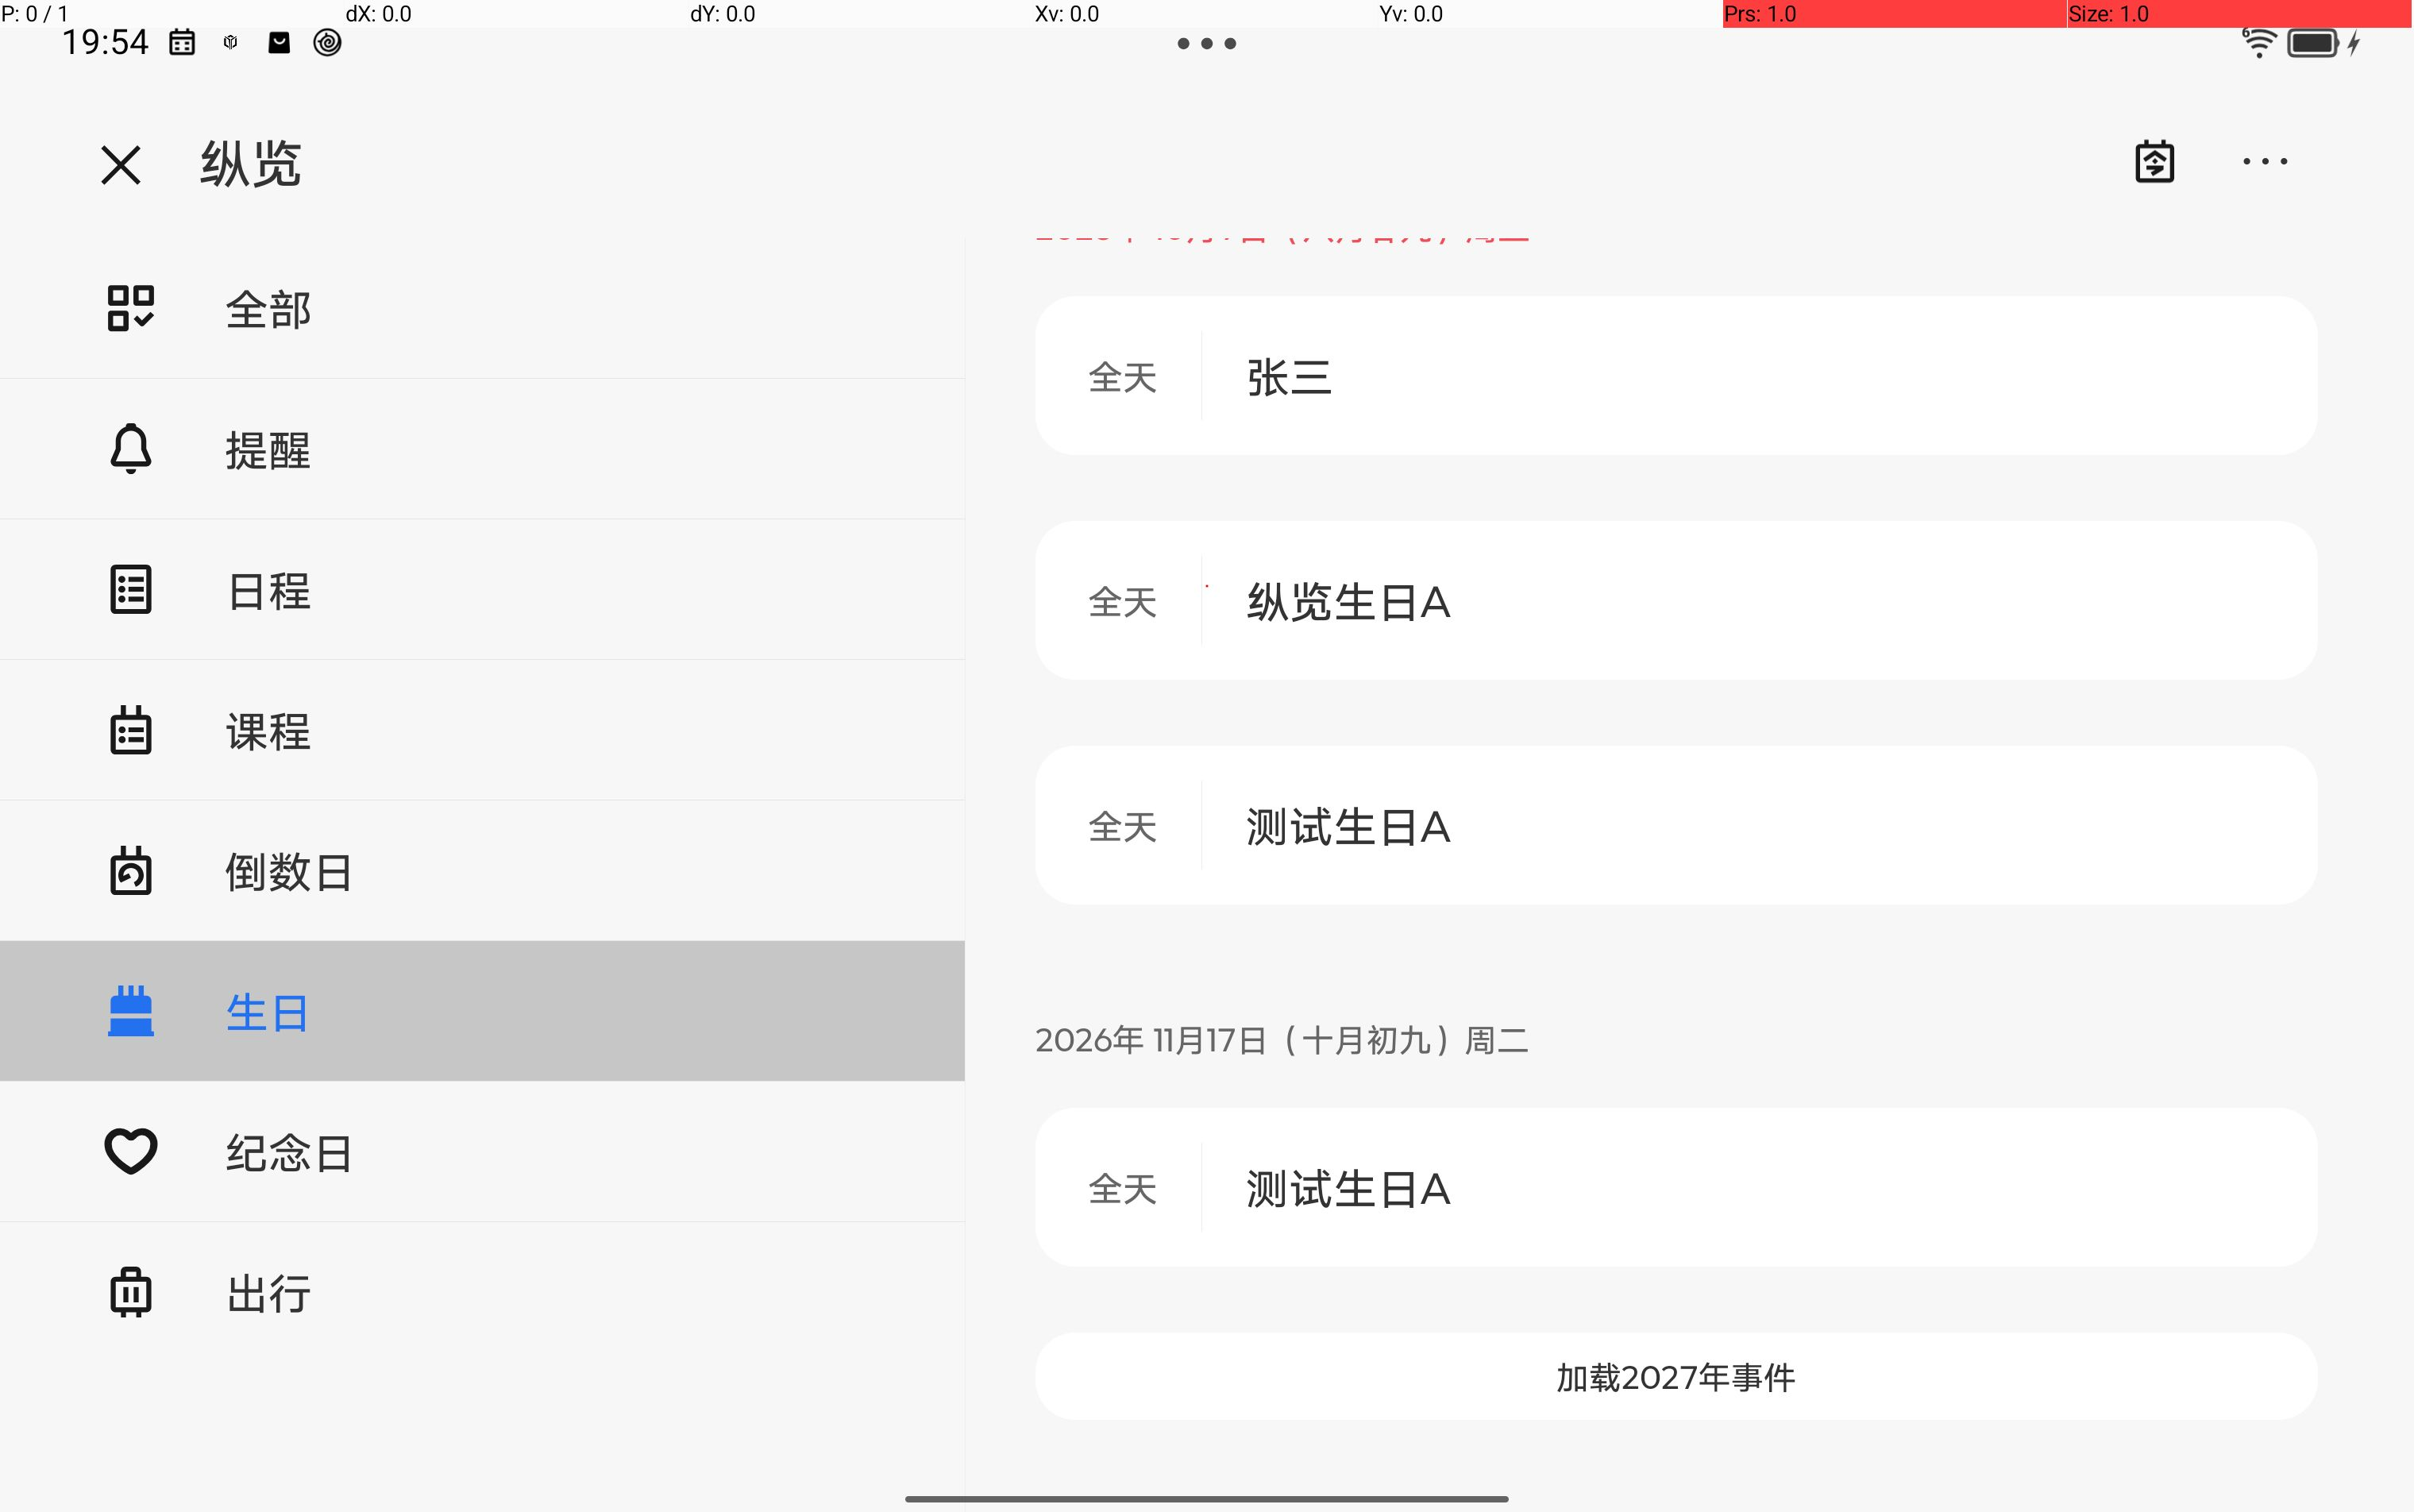 P: 0 / 1 dX: 0.0 dY: 0.0 Xv: 0.0 Yv: 0.0 Prs: 1.0 Size: 1.0
19:54
6
纵览
今
全部
提醒
日程
课程
倒数日
生日
纪念日
出行
全天 张三
全天 纵览生日A
全天 测试生日A
2026年 11月17日（十月初九）周二
全天 测试生日A
加载2027年事件